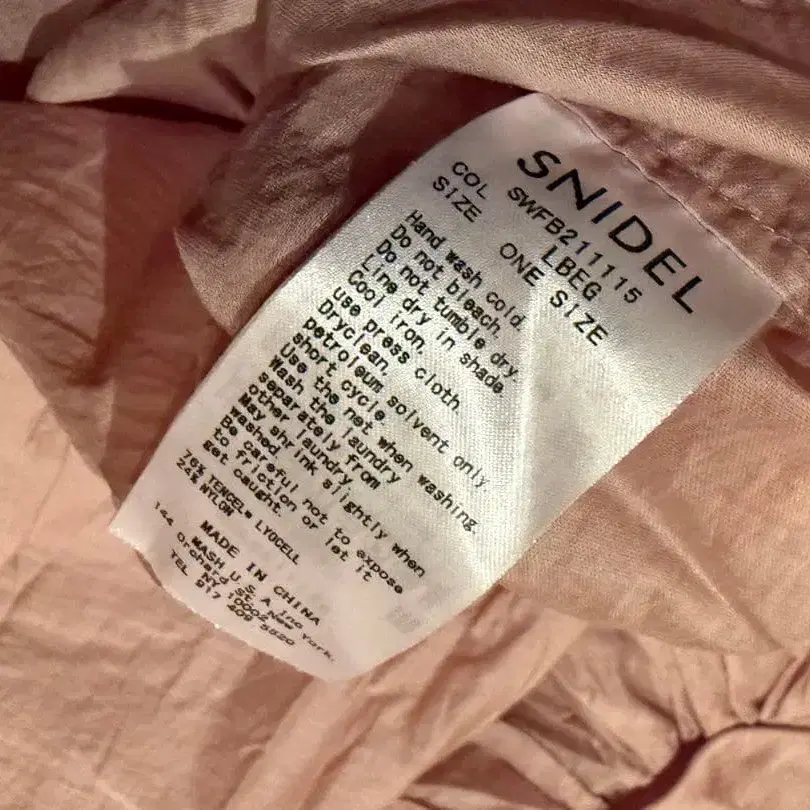 SNIDEL
SWFB211115
COL LBEG
SIZE ONE SIZE
Hand wash cold
Do not bleach.
Do not tumble dry.
Line dry in shade.
Cool iron.
use press cloth.
Dryclean.
petroleum solvent only.
short cycle.
Use the net when washing.
Wash the laundry
separately from
other laundry
May shrink slightly when
washed.
Be careful not to expose
to friction or let it
get caught.
76% TENCEL™ LYOCELL
24% NYLON
MADE IN CHINA
MASH U.S.A. Inc
144 Orchard St. New York.
NY 10002
TEL 917 409 5820